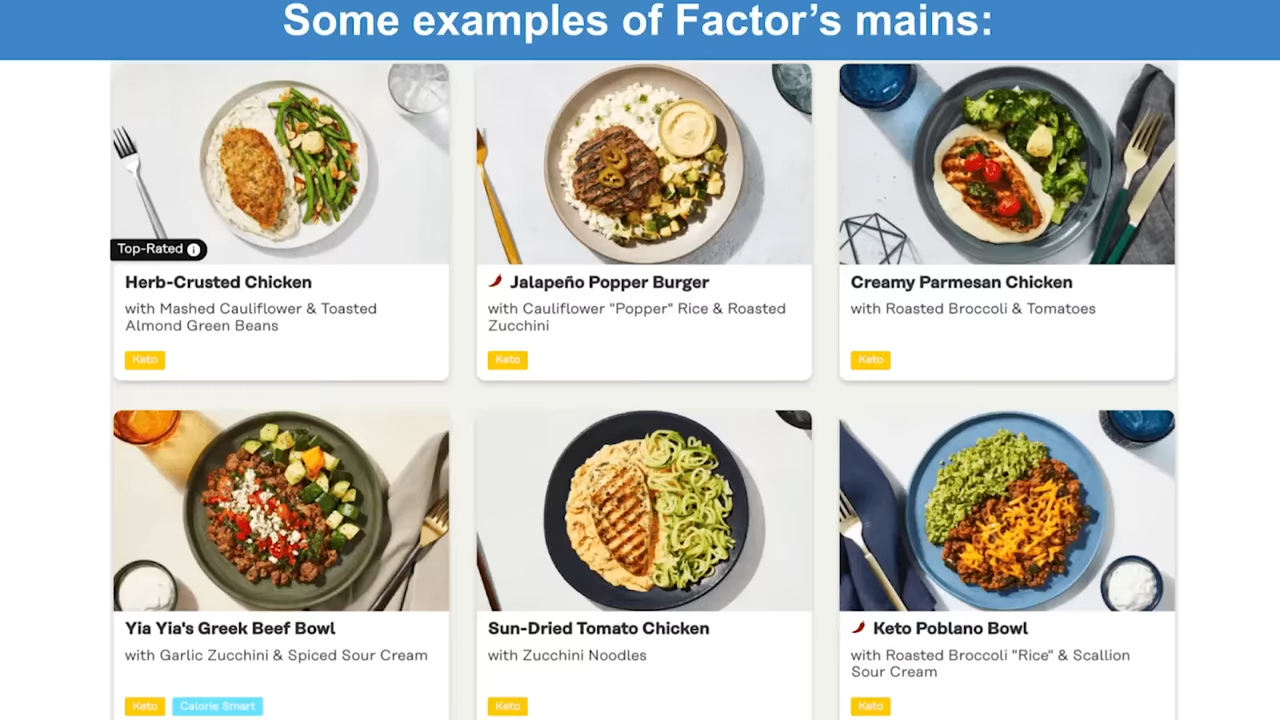 Some examples of Factor’s mains:
Top-Rated i
Herb-Crusted Chicken
with Mashed Cauliflower & Toasted
Almond Green Beans
Keto
Jalapeño Popper Burger
with Cauliflower "Popper" Rice & Roasted
Zucchini
Keto
Creamy Parmesan Chicken
with Roasted Broccoli & Tomatoes
Keto
Yia Yia's Greek Beef Bowl
with Garlic Zucchini & Spiced Sour Cream
Keto Calorie Smart
Sun-Dried Tomato Chicken
with Zucchini Noodles
Keto
Keto Poblano Bowl
with Roasted Broccoli "Rice" & Scallion
Sour Cream
Keto